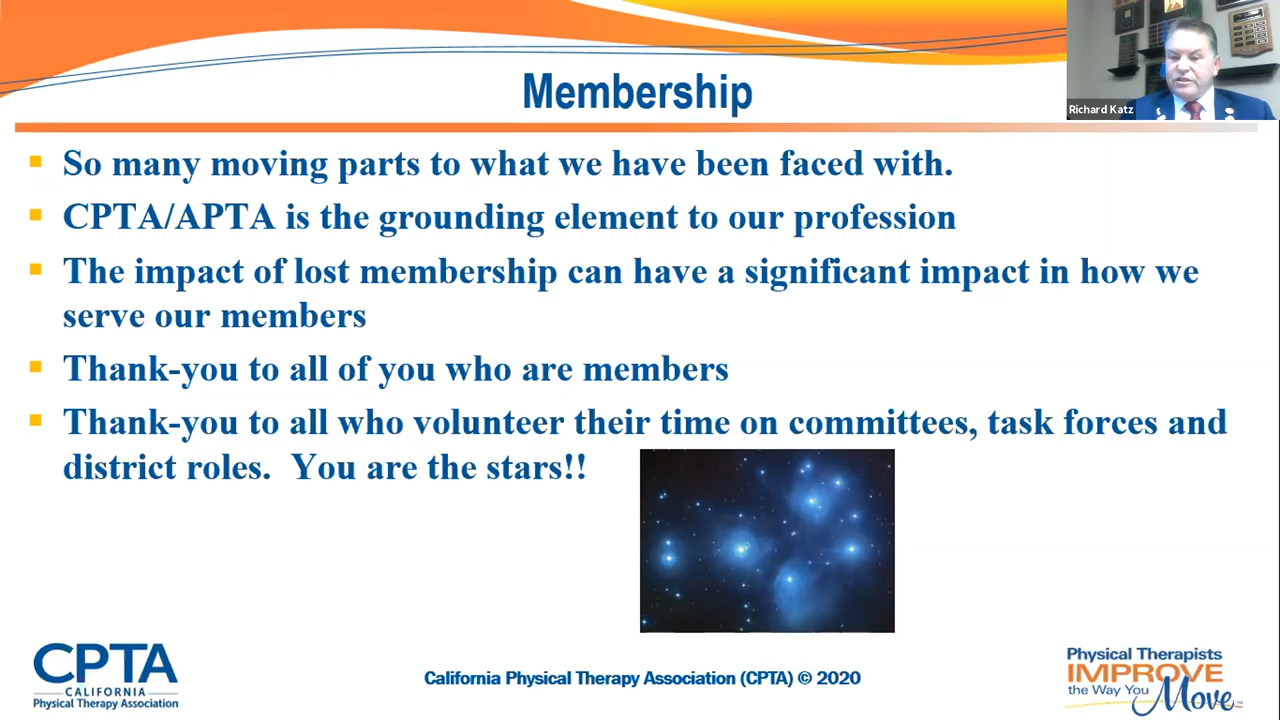 Membership
Richard Katz
So many moving parts to what we have been faced with.
CPTA/APTA is the grounding element to our profession
The impact of lost membership can have a significant impact in how we
serve our members
Thank-you to all of you who are members
Thank-you to all who volunteer their time on committees, task forces and
district roles. You are the stars!!
CPTA
CALIFORNIA
Physical Therapy Association
California Physical Therapy Association (CPTA) © 2020
Physical Therapists
IMPROVE
the Way You
Move